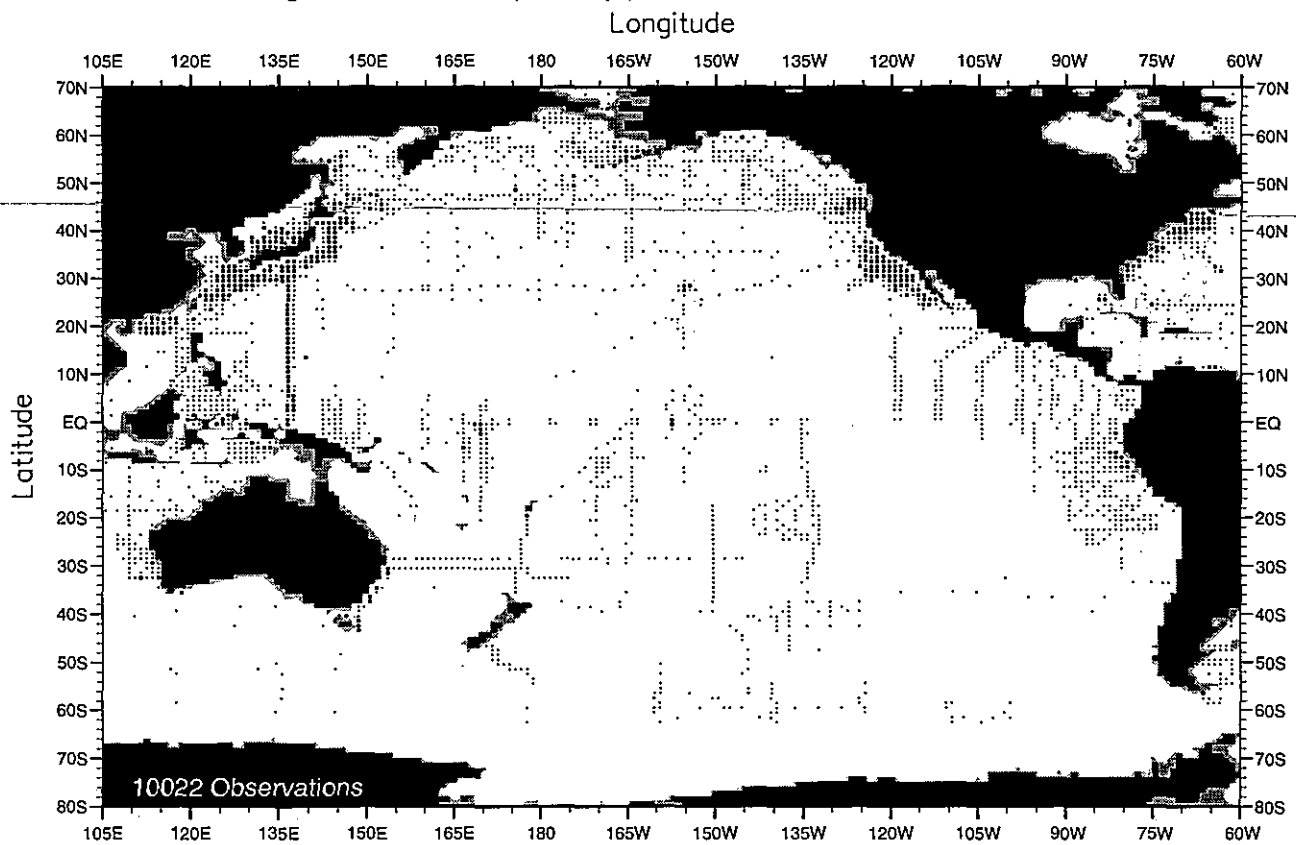 Longitude
105E 120E 135E 150E 165E 180 165W 150W 135W 120W 105W 90W 75W 60W
70N 70N
60N 60N
50N 50N
40N 40N
30N 30N
20N 20N
10N 10N
EQ EQ
Latitude
10S 10S
20S 20S
30S 30S
40S 40S
50S 50S
60S 60S
70S 70S
10022 Observations
80S 80S
105E 120E 135E 150E 165E 180 165W 150W 135W 120W 105W 90W 75W 60W